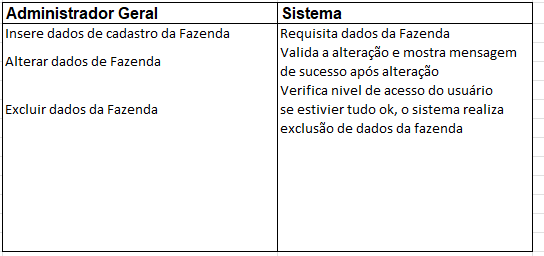 Administrador Geral
Sistema
Insere dados de cadastro da Fazenda
Requisita dados da Fazenda
Alterar dados de Fazenda
Valida a alteração e mostra mensagem
de sucesso após alteração
Excluir dados da Fazenda
Verifica nivel de acesso do usuário
se estivier tudo ok, o sistema realiza
exclusão de dados da fazenda